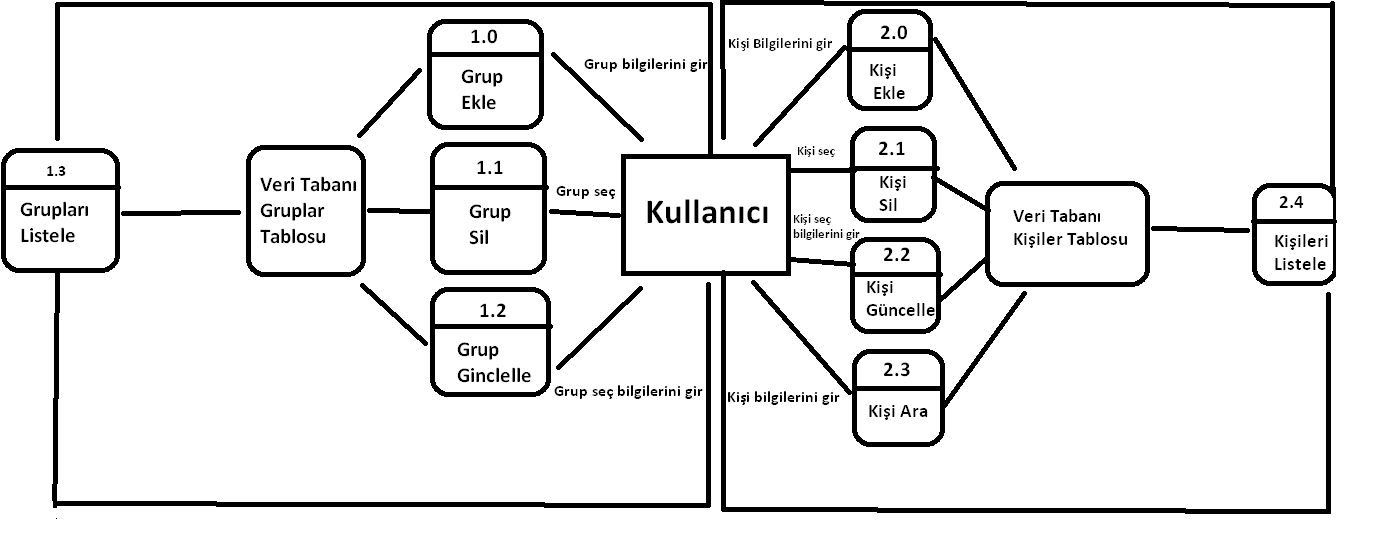 1.3
Grupları
Listele
Veri Tabanı
Gruplar
Tablosu
1.0
Grup
Ekle
1.1
Grup
Sil
1.2
Grup
Ginclelle
Grup bilgilerini gir
Grup seç
Grup seç bilgilerini gir
Kullanıcı
Kişi Bilgilerini gir
Kişi seç
Kişi seç
bilgilerini gir
Kişi bilgilerini gir
2.0
Kişi
Ekle
2.1
Kişi
Sil
2.2
Kişi
Güncelle
2.3
Kişi Ara
Veri Tabanı
Kişiler Tablosu
2.4
Kişileri
Listele